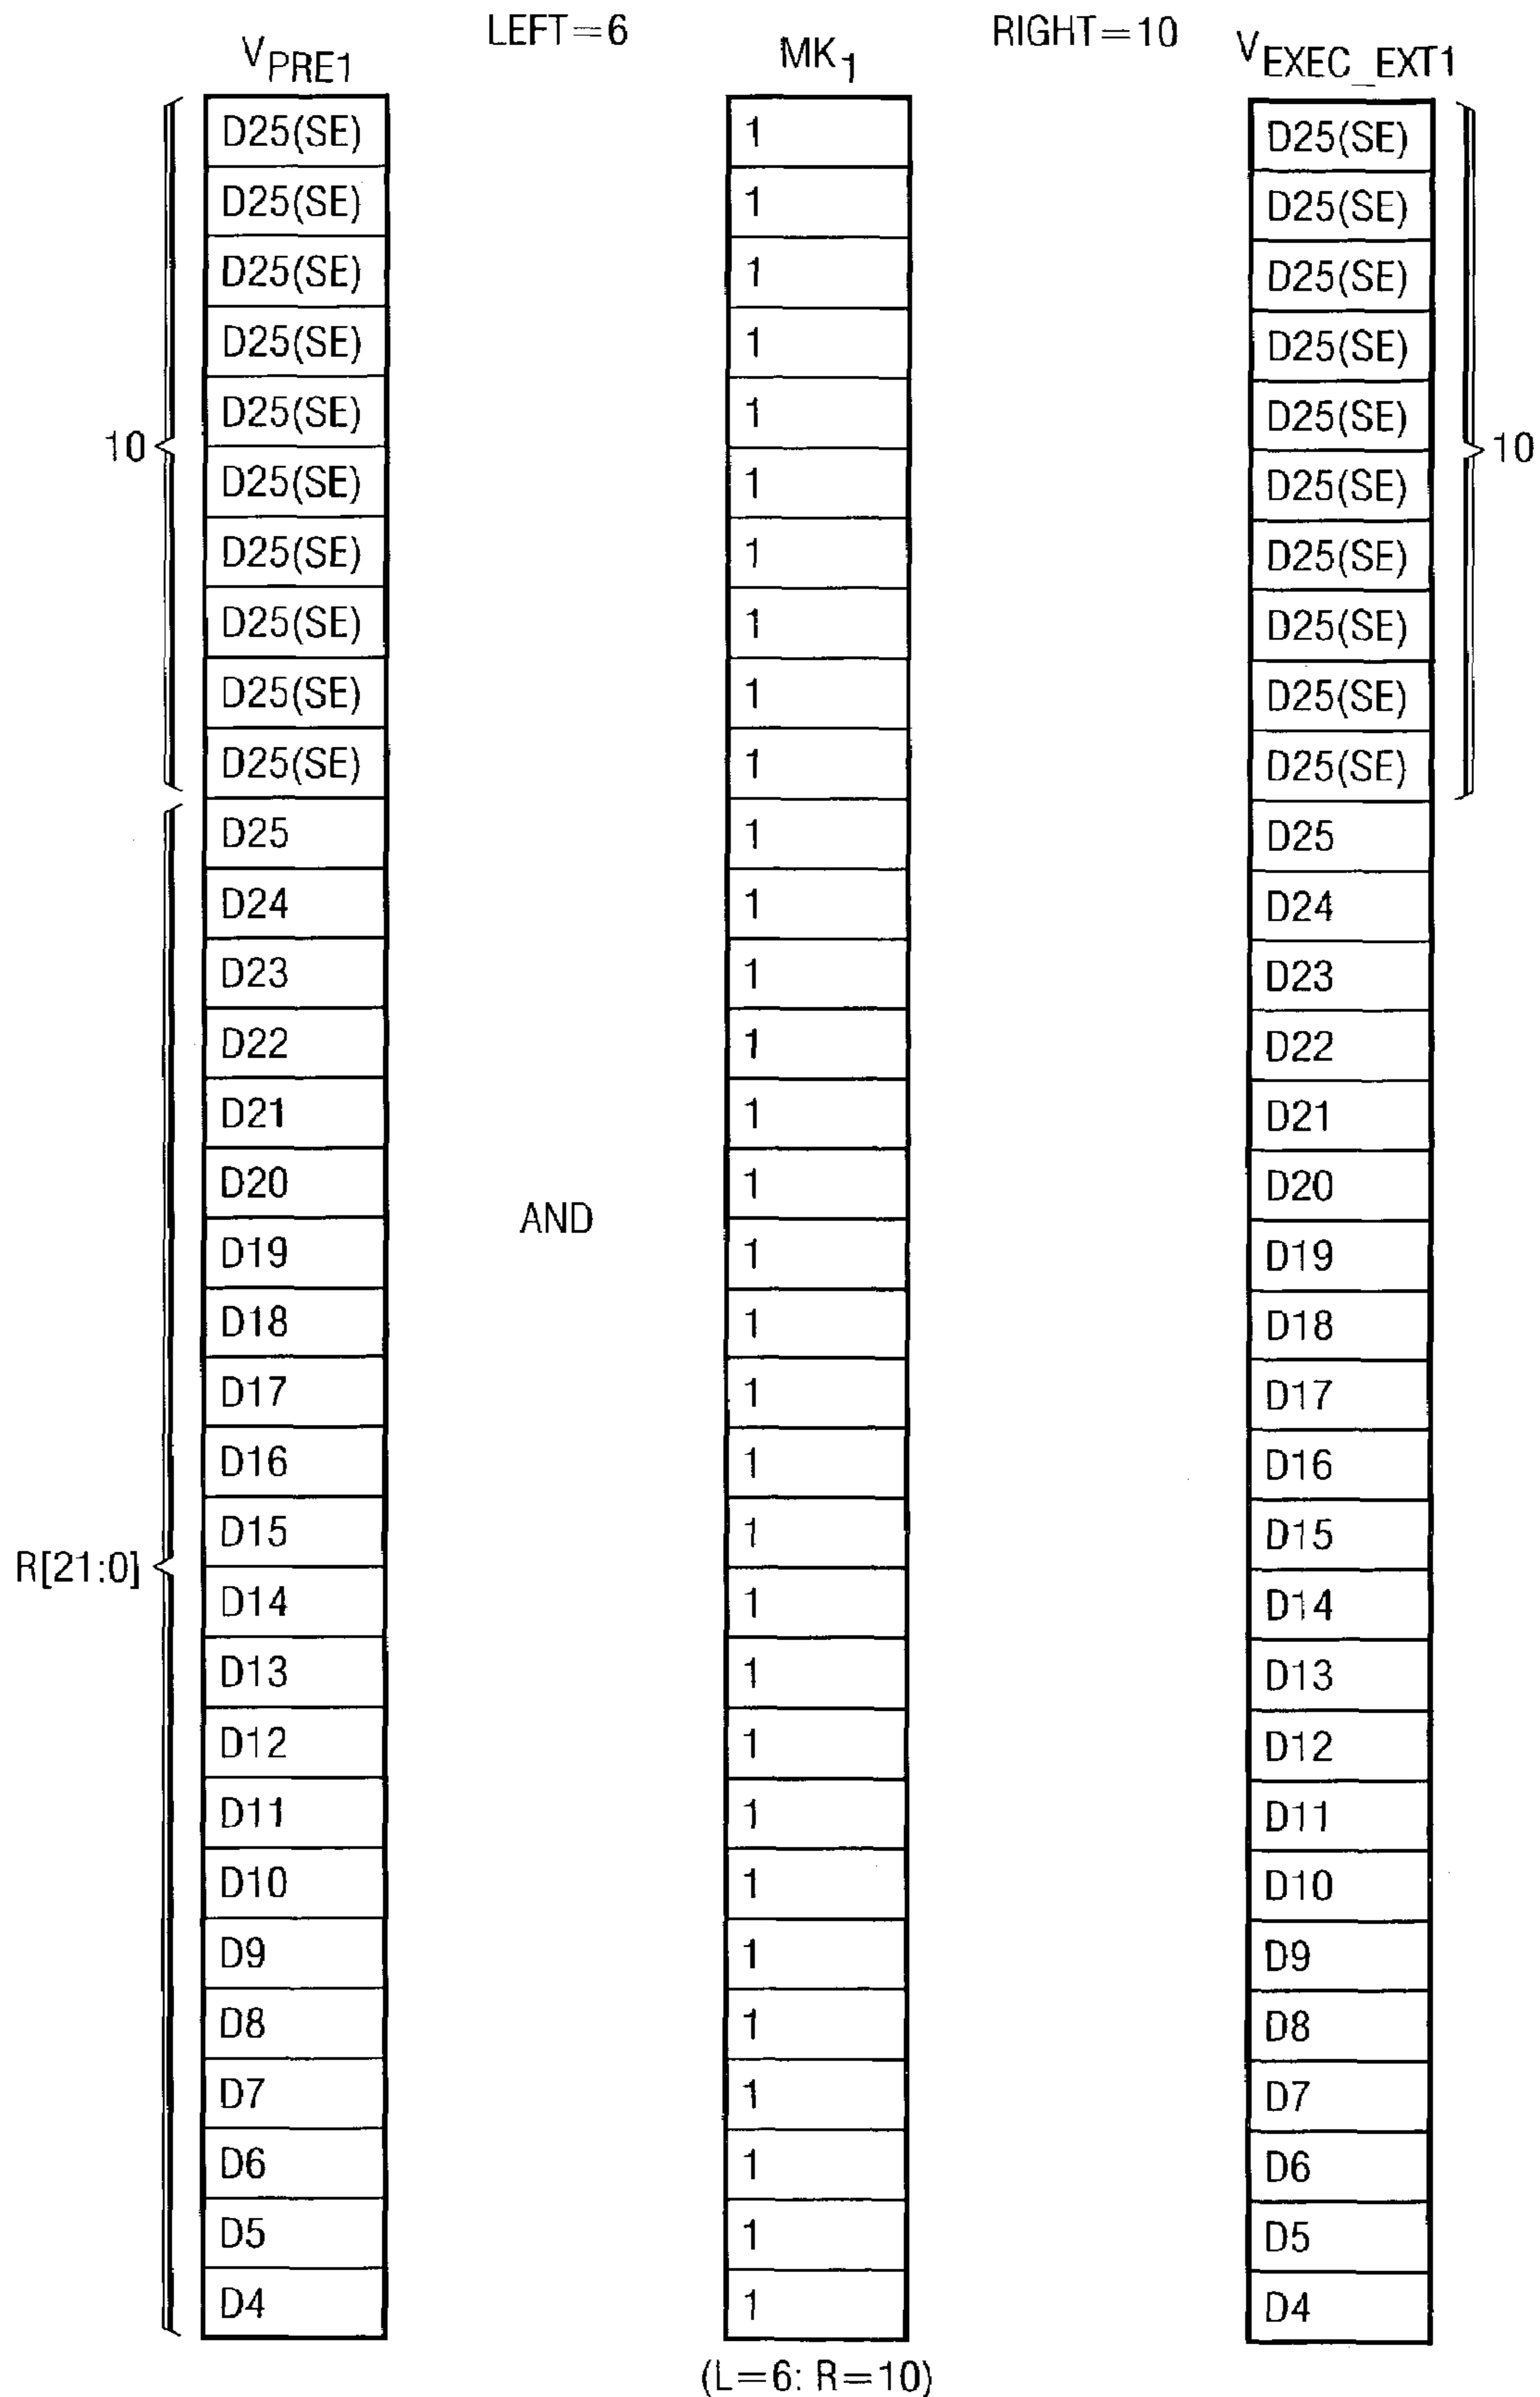 LEFT=6 RIGHT=10
VPRE1 MK1 VEXEC_EXT1
D25(SE) 1 D25(SE)
D25(SE) 1 D25(SE)
D25(SE) 1 D25(SE)
D25(SE) 1 D25(SE)
D25(SE) 1 D25(SE)
10 10
D25(SE) 1 D25(SE)
D25(SE) 1 D25(SE)
D25(SE) 1 D25(SE)
D25(SE) 1 D25(SE)
D25(SE) 1 D25(SE)
D25 1 D25
D24 1 D24
D23 1 D23
D22 1 D22
D21 1 D21
D20 1 D20
AND
D19 1 D19
D18 1 D18
D17 1 D17
D16 1 D16
D15 1 D15
R[21:0]
D14 1 D14
D13 1 D13
D12 1 D12
D11 1 D11
D10 1 D10
D9 1 D9
D8 1 D8
D7 1 D7
D6 1 D6
D5 1 D5
D4 1 D4
(L=6: R=10)